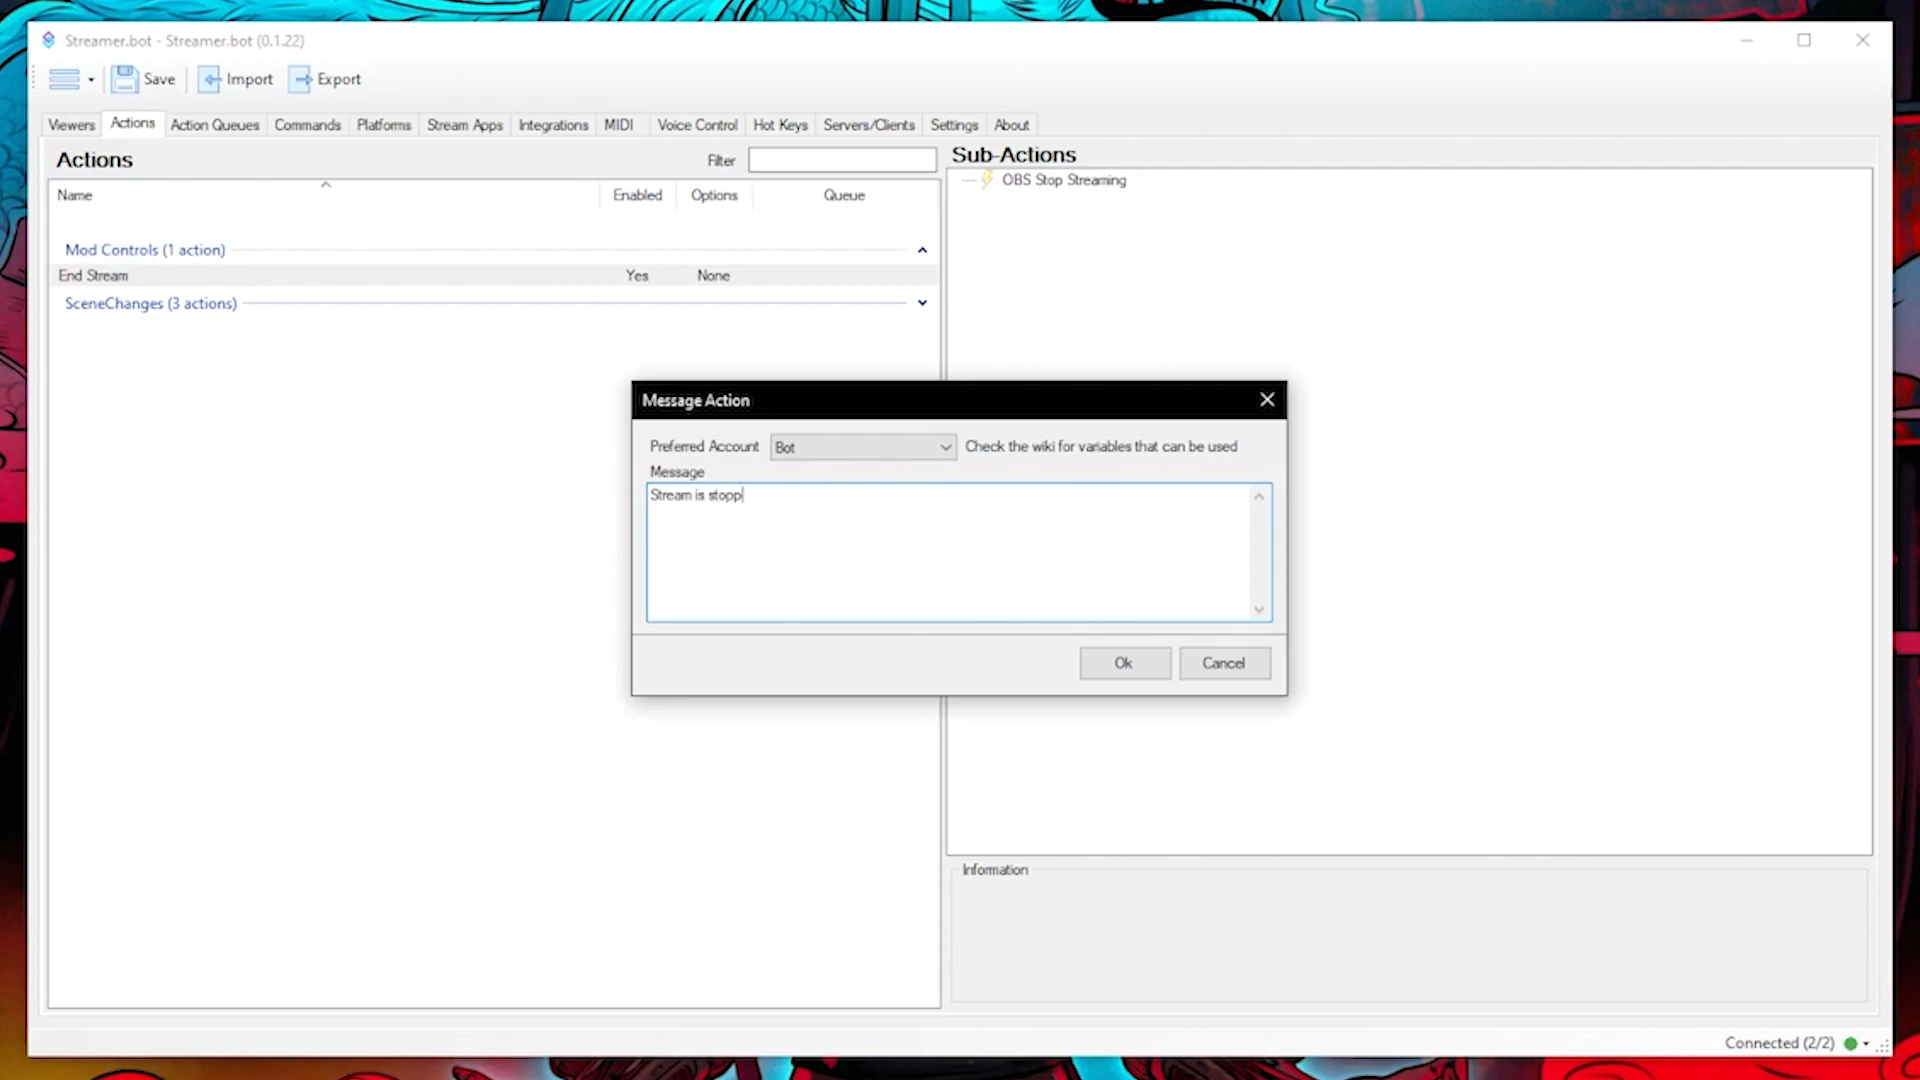 Streamer.bot - Streamer.bot (0.1.22)
Save Import Export
Viewers Actions Action Queues Commands Platforms Stream Apps Integrations MIDI Voice Control Hot Keys Servers/Clients Settings About
Actions Filter
Name Enabled Options Queue
Mod Controls (1 action)
End Stream Yes None
SceneChanges (3 actions)
Sub-Actions
OBS Stop Streaming
Message Action
Preferred Account Bot Check the wiki for variables that can be used
Message
Stream is stopp
Ok Cancel
Information
Connected (2/2)